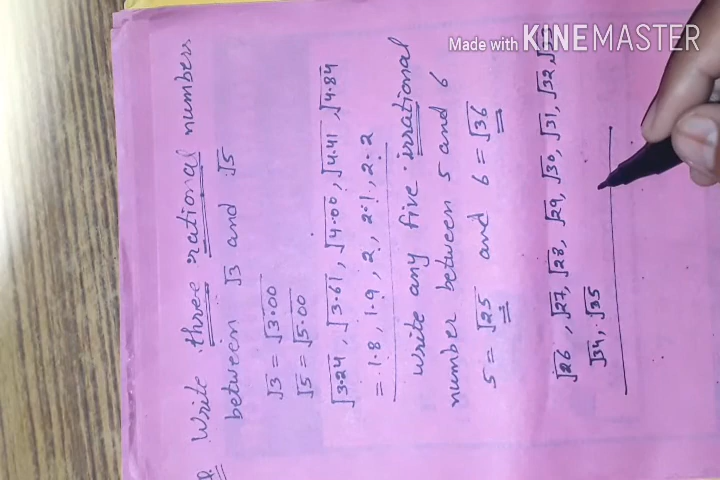 Q. Write three rational numbers
between √3 and √5
√3 = √3.00
√5 = √5.00
√3.24, √3.61, √4.00, √4.41, √4.84
= 1.8, 1.9, 2, 2.1, 2.2
Write any five irrational
number between 5 and 6
5 = √25 and 6 = √36
√26, √27, √28, √29, √30, √31, √32,
√34, √35
Made with KINEMASTER